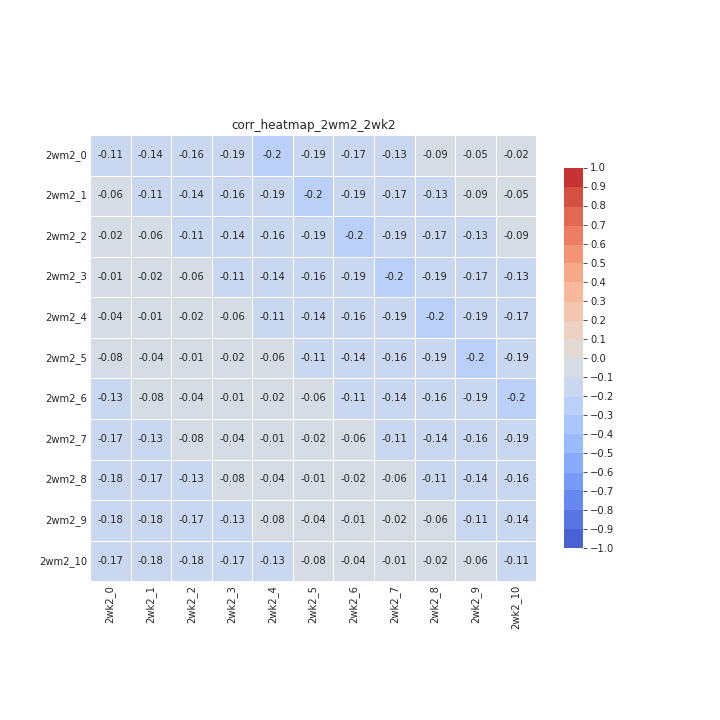 corr_heatmap_2wm2_2wk2
2wm2_0 -0.11 -0.14 -0.16 -0.19 -0.2 -0.19 -0.17 -0.13 -0.09 -0.05 -0.02
2wm2_1 -0.06 -0.11 -0.14 -0.16 -0.19 -0.2 -0.19 -0.17 -0.13 -0.09 -0.05
2wm2_2 -0.02 -0.06 -0.11 -0.14 -0.16 -0.19 -0.2 -0.19 -0.17 -0.13 -0.09
2wm2_3 -0.01 -0.02 -0.06 -0.11 -0.14 -0.16 -0.19 -0.2 -0.19 -0.17 -0.13
2wm2_4 -0.04 -0.01 -0.02 -0.06 -0.11 -0.14 -0.16 -0.19 -0.2 -0.19 -0.17
2wm2_5 -0.08 -0.04 -0.01 -0.02 -0.06 -0.11 -0.14 -0.16 -0.19 -0.2 -0.19
2wm2_6 -0.13 -0.08 -0.04 -0.01 -0.02 -0.06 -0.11 -0.14 -0.16 -0.19 -0.2
2wm2_7 -0.17 -0.13 -0.08 -0.04 -0.01 -0.02 -0.06 -0.11 -0.14 -0.16 -0.19
2wm2_8 -0.18 -0.17 -0.13 -0.08 -0.04 -0.01 -0.02 -0.06 -0.11 -0.14 -0.16
2wm2_9 -0.18 -0.18 -0.17 -0.13 -0.08 -0.04 -0.01 -0.02 -0.06 -0.11 -0.14
2wm2_10 -0.17 -0.18 -0.18 -0.17 -0.13 -0.08 -0.04 -0.01 -0.02 -0.06 -0.11
2wk2_0 2wk2_1 2wk2_2 2wk2_3 2wk2_4 2wk2_5 2wk2_6 2wk2_7 2wk2_8 2wk2_9 2wk2_10
1.0
0.9
0.8
0.7
0.6
0.5
0.4
0.3
0.2
0.1
0.0
−0.1
−0.2
−0.3
−0.4
−0.5
−0.6
−0.7
−0.8
−0.9
−1.0